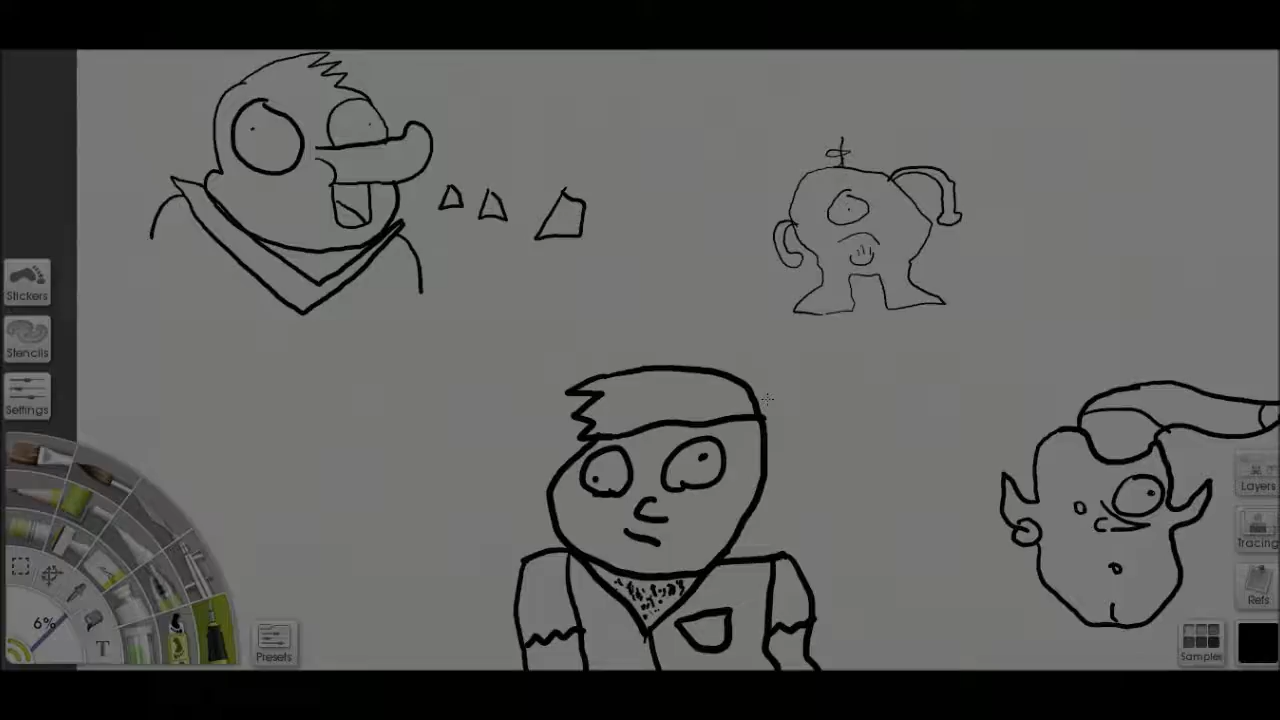 Stickers
Stencils
Settings
6%
T
Presets
Layers
Tracing
Refs
Samples